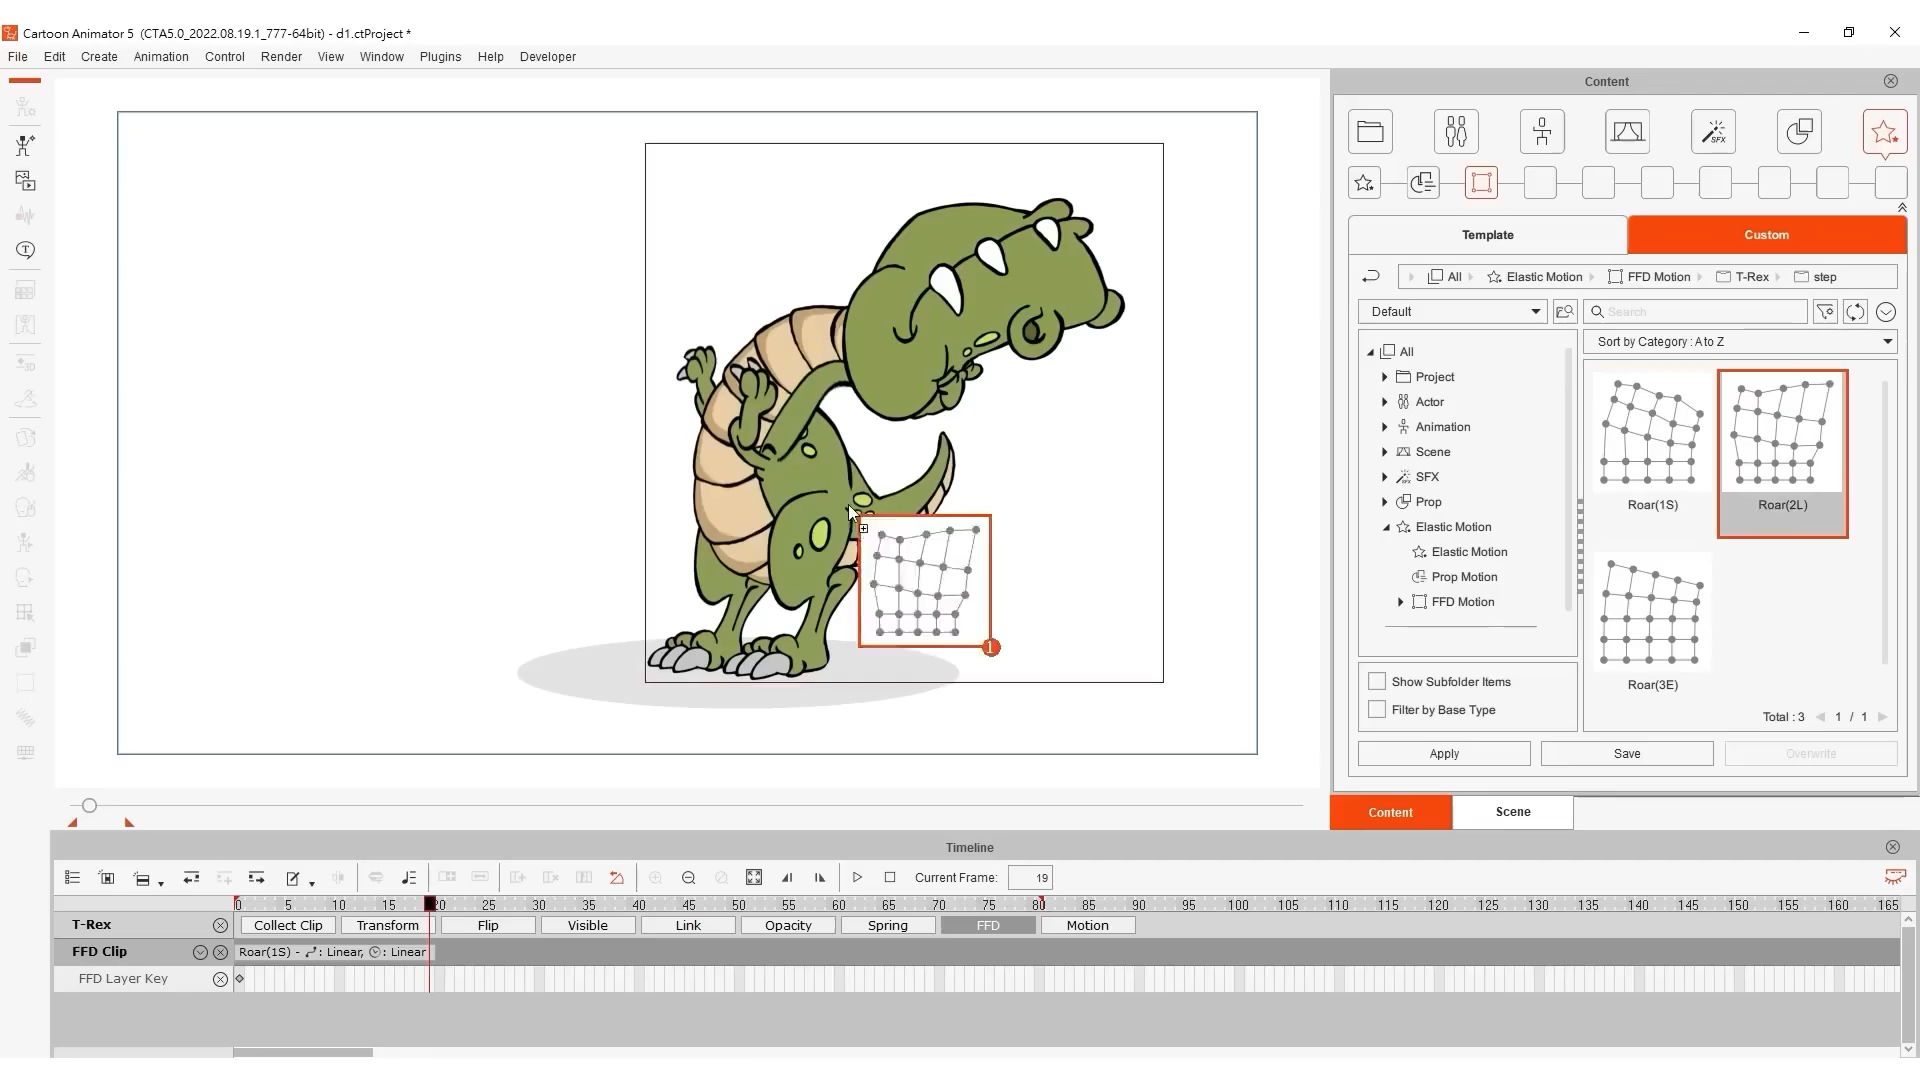 Cartoon Animator 5 (CTA5.0_2022.08.19.1_777-64bit) - d1.ctProject *
File Edit Create Animation Control Render View Window Plugins Help Developer
Content
SFX
Template Custom
All Elastic Motion FFD Motion T-Rex step
Default Search
Sort by Category : A to Z
All
Project
Actor
Animation
Scene
SFX
Prop
Elastic Motion
Elastic Motion
Prop Motion
FFD Motion
Show Subfolder Items
Filter by Base Type
Roar(1S) Roar(2L)
Roar(3E)
Total : 3 1 / 1
Apply Save Overwrite
1
Content Scene
Timeline
Current Frame: 19
0 5 10 15 20 25 30 35 40 45 50 55 60 65 70 75 80 85 90 95 100 105 110 115 120 125 130 135 140 145 150 155 160 165
T-Rex Collect Clip Transform Flip Visible Link Opacity Spring FFD Motion
FFD Clip Roar(1S) - : Linear, : Linear
FFD Layer Key